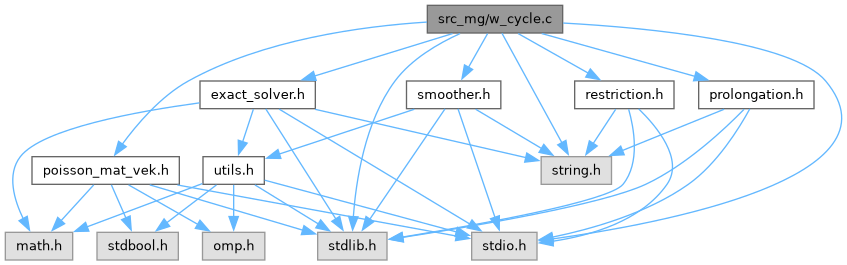 src_mg/w_cycle.c
exact_solver.h
smoother.h
restriction.h
prolongation.h
poisson_mat_vek.h
utils.h
string.h
math.h
stdbool.h
omp.h
stdlib.h
stdio.h